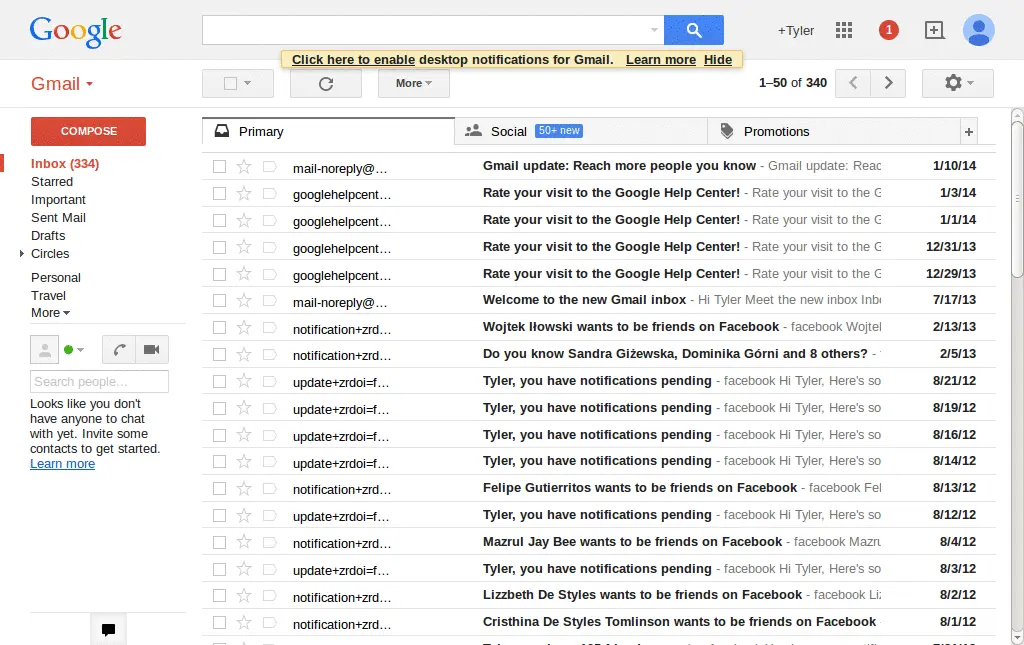 Google
+Tyler
1
Click here to enable desktop notifications for Gmail. Learn more Hide
Gmail
More
1–50 of 340
COMPOSE
Inbox (334)
Starred
Important
Sent Mail
Drafts
Circles
Personal
Travel
More
Search people...
Looks like you don't
have anyone to chat
with yet. Invite some
contacts to get started.
Learn more
Primary
Social 50+ new
Promotions
+
mail-noreply@… Gmail update: Reach more people you know - Gmail update: Reac 1/10/14
googlehelpcent… Rate your visit to the Google Help Center! - Rate your visit to the G 1/3/14
googlehelpcent… Rate your visit to the Google Help Center! - Rate your visit to the G 1/1/14
googlehelpcent… Rate your visit to the Google Help Center! - Rate your visit to the G 12/31/13
googlehelpcent… Rate your visit to the Google Help Center! - Rate your visit to the G 12/29/13
mail-noreply@… Welcome to the new Gmail inbox - Hi Tyler Meet the new inbox Inb 7/17/13
notification+zrd… Wojtek Iłowski wants to be friends on Facebook - facebook Wojtek 2/13/13
notification+zrd… Do you know Sandra Giżewska, Dominika Górni and 8 others? - 2/5/13
update+zrdoi=f… Tyler, you have notifications pending - facebook Hi Tyler, Here's so 8/21/12
update+zrdoi=f… Tyler, you have notifications pending - facebook Hi Tyler, Here's so 8/19/12
update+zrdoi=f… Tyler, you have notifications pending - facebook Hi Tyler, Here's so 8/16/12
update+zrdoi=f… Tyler, you have notifications pending - facebook Hi Tyler, Here's so 8/14/12
notification+zrd… Felipe Gutierritos wants to be friends on Facebook - facebook Fel 8/13/12
update+zrdoi=f… Tyler, you have notifications pending - facebook Hi Tyler, Here's so 8/12/12
notification+zrd… Mazrul Jay Bee wants to be friends on Facebook - facebook Mazru 8/4/12
update+zrdoi=f… Tyler, you have notifications pending - facebook Hi Tyler, Here's so 8/3/12
notification+zrd… Lizzbeth De Styles wants to be friends on Facebook - facebook Liz 8/2/12
notification+zrd… Cristhina De Styles Tomlinson wants to be friends on Facebook - 8/1/12